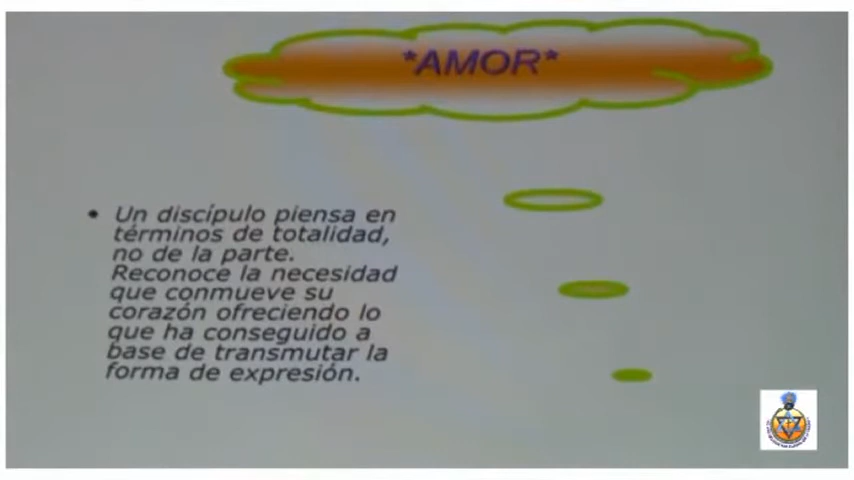 *AMOR*
• Un discípulo piensa en
términos de totalidad,
no de la parte.
Reconoce la necesidad
que conmueve su
corazón ofreciendo lo
que ha conseguido a
base de transmutar la
forma de expresión.